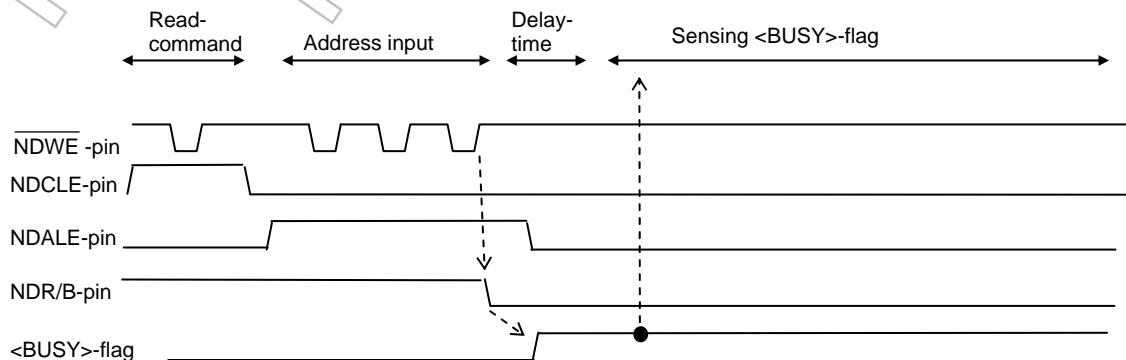 Read-
command
Address input
Delay-
time
Sensing <BUSY>-flag
NDWE -pin
NDCLE-pin
NDALE-pin
NDR/B-pin
<BUSY>-flag